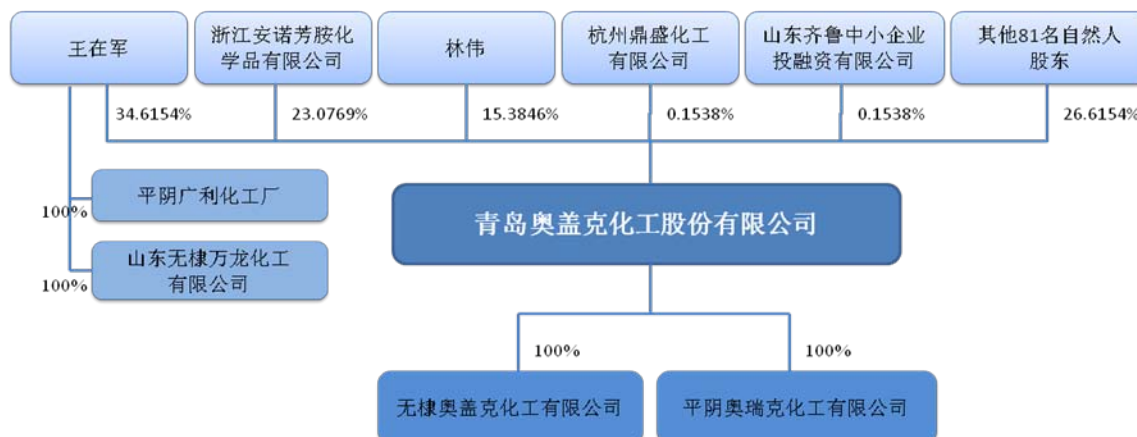 王在军
浙江安诺芳胺化
学品有限公司
林伟
杭州鼎盛化工
有限公司
山东齐鲁中小企业
投融资有限公司
其他81名自然人
股东
34.6154%
23.0769%
15.3846%
0.1538%
0.1538%
26.6154%
平阴广利化工厂
100%
山东无棣万龙化工
有限公司
100%
青岛奥盖克化工股份有限公司
100%
100%
无棣奥盖克化工有限公司
平阴奥瑞克化工有限公司